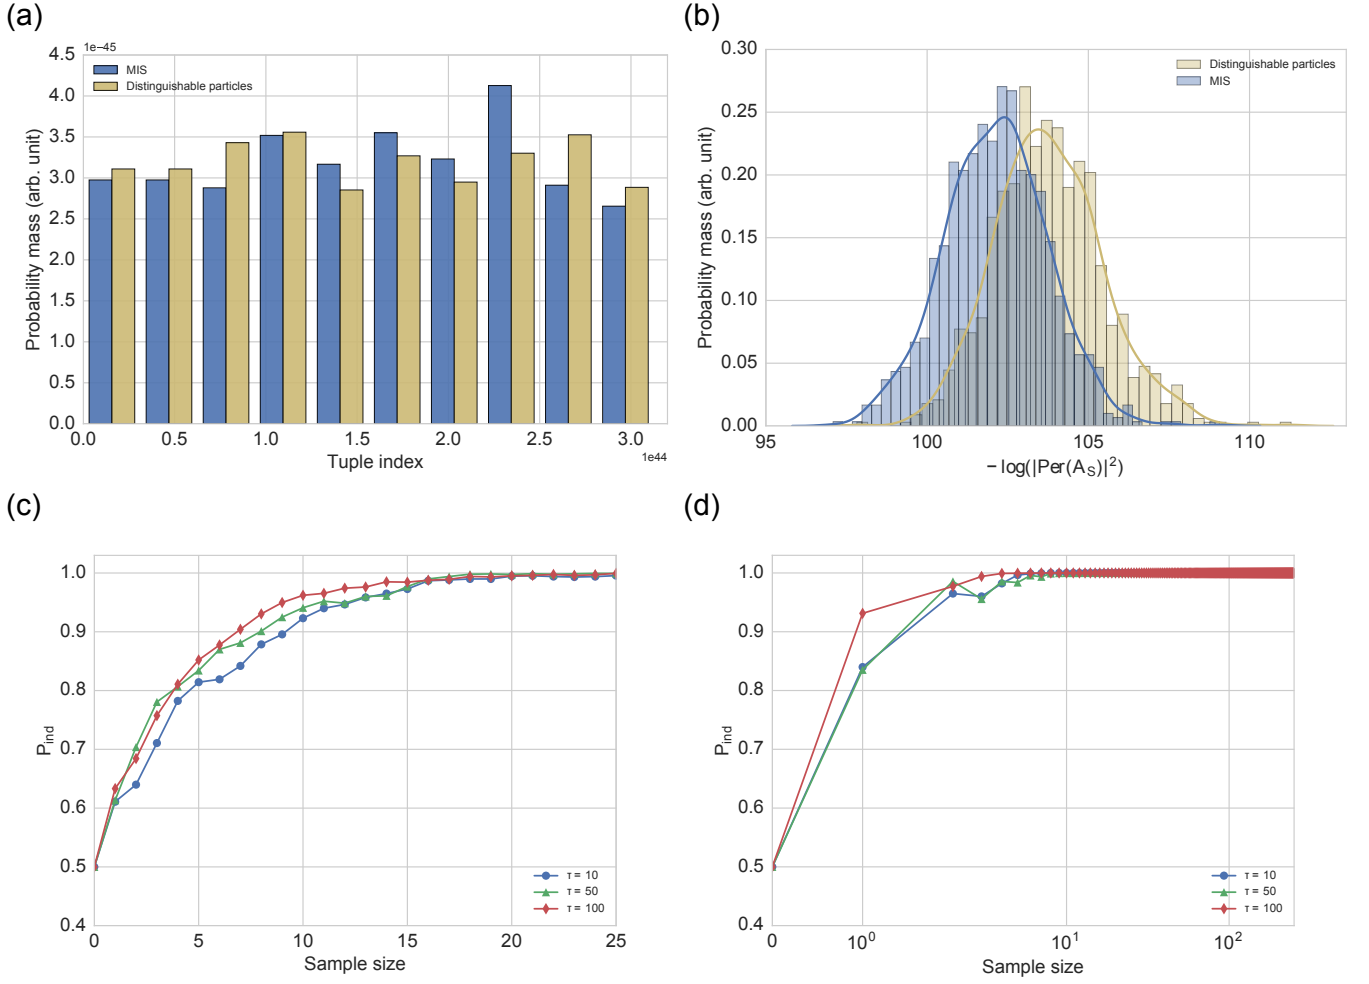 (a)
1e−45
4.5
4.0
3.5
3.0
2.5
2.0
1.5
1.0
0.5
0.0
Probability mass (arb. unit)
MIS
Distinguishable particles
0.0 0.5 1.0 1.5 2.0 2.5 3.0
1e44
Tuple index
(b)
0.30
0.25
0.20
0.15
0.10
0.05
0.00
Probability mass (arb. unit)
Distinguishable particles
MIS
95 100 105 110
− log(|Per(A_S)|²)
(c)
1.0
0.9
0.8
0.7
0.6
0.5
0.4
P_ind
τ = 10
τ = 50
τ = 100
0 5 10 15 20 25
Sample size
(d)
1.0
0.9
0.8
0.7
0.6
0.5
0.4
P_ind
τ = 10
τ = 50
τ = 100
0 10⁰ 10¹ 10²
Sample size